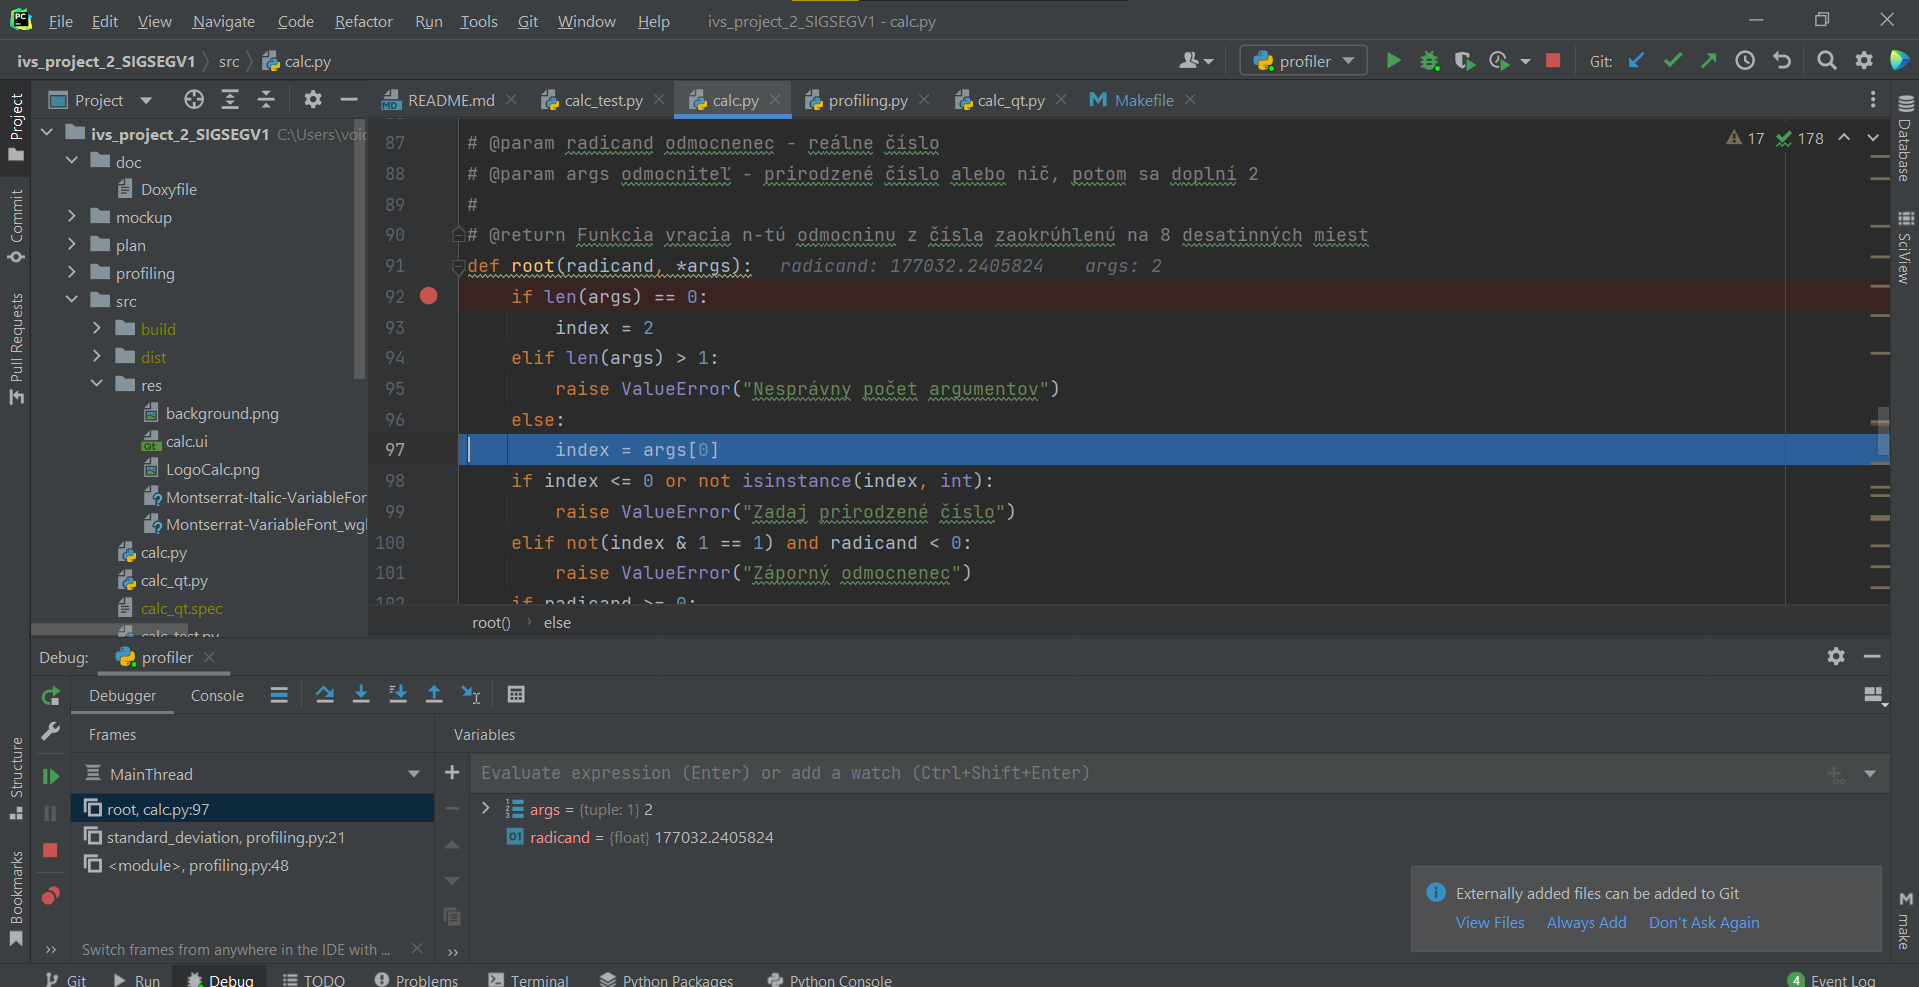 PC File Edit View Navigate Code Refactor Run Tools Git Window Help ivs_project_2_SIGSEGV1 - calc.py
ivs_project_2_SIGSEGV1 src calc.py profiler Git:
Project README.md calc_test.py calc.py profiling.py calc_qt.py Makefile
Project
Commit
Pull Requests
Structure
Bookmarks
ivs_project_2_SIGSEGV1 C:\Users\void
doc
Doxyfile
mockup
plan
profiling
src
build
dist
res
background.png
calc.ui
LogoCalc.png
Montserrat-Italic-VariableFor
Montserrat-VariableFont_wgl
calc.py
calc_qt.py
calc_qt.spec
calc_test.py
17 178
87 # @param radicand odmocnenec - reálne číslo
88 # @param args odmocniteľ - prirodzené číslo alebo nič, potom sa doplní 2
89 #
90 # @return Funkcia vracia n-tú odmocninu z čísla zaokrúhlenú na 8 desatinných miest
91 def root(radicand, *args): radicand: 177032.2405824 args: 2
92 if len(args) == 0:
93 index = 2
94 elif len(args) > 1:
95 raise ValueError("Nesprávny počet argumentov")
96 else:
97 index = args[0]
98 if index <= 0 or not isinstance(index, int):
99 raise ValueError("Zadaj prirodzené číslo")
100 elif not(index & 1 == 1) and radicand < 0:
101 raise ValueError("Záporný odmocnenec")
102 if radicand >= 0:
root() › else
Database
SciView
make
Debug: profiler
Debugger Console
Frames
MainThread
root, calc.py:97
standard_deviation, profiling.py:21
<module>, profiling.py:48
Switch frames from anywhere in the IDE with ...
Variables
Evaluate expression (Enter) or add a watch (Ctrl+Shift+Enter)
args = {tuple: 1} 2
radicand = {float} 177032.2405824
Externally added files can be added to Git
View Files Always Add Don't Ask Again
Git Run Debug TODO Problems Terminal Python Packages Python Console 4 Event Log